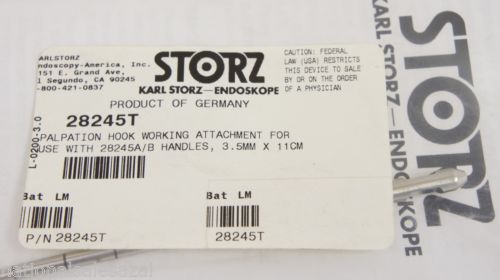 ARLSTORZ
ndoscopy-America, Inc.
151 E. Grand Ave,
l Segundo, CA 90245
-800-421-0837
STORZ
KARL STORZ—ENDOSKOPE
CAUTION: FEDERAL
LAW (USA) RESTRICTS
THIS DEVICE TO SALE
BY OR ON THE ORDER
OF A PHYSICIAN
PRODUCT OF GERMANY
28245T
L-0200-3.0
PALPATION HOOK WORKING ATTACHMENT FOR
USE WITH 28245A/B HANDLES, 3.5MM X 11CM
Bat LM
P/N 28245T
Bat LM
28245T
STORZ
KARL STORZ—ENDOSKOPE